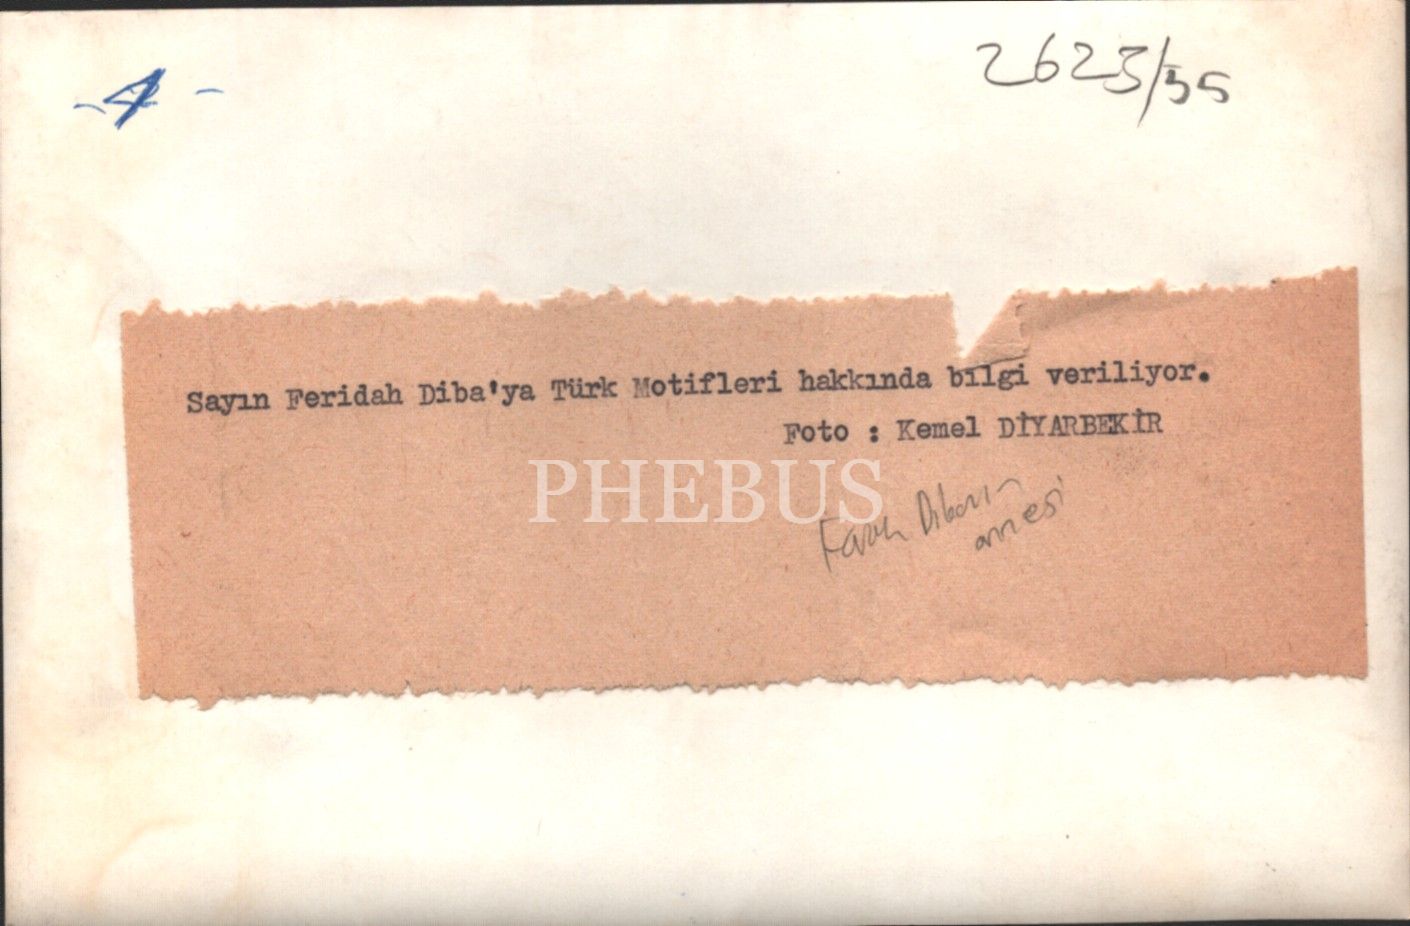 2623/35
Sayın Feridah Diba'ya Türk Motifleri hakkında bilgi veriliyor.
Foto : Kemel DİYARBEKİR
PHEBUS
Farah Dibanın
annesi